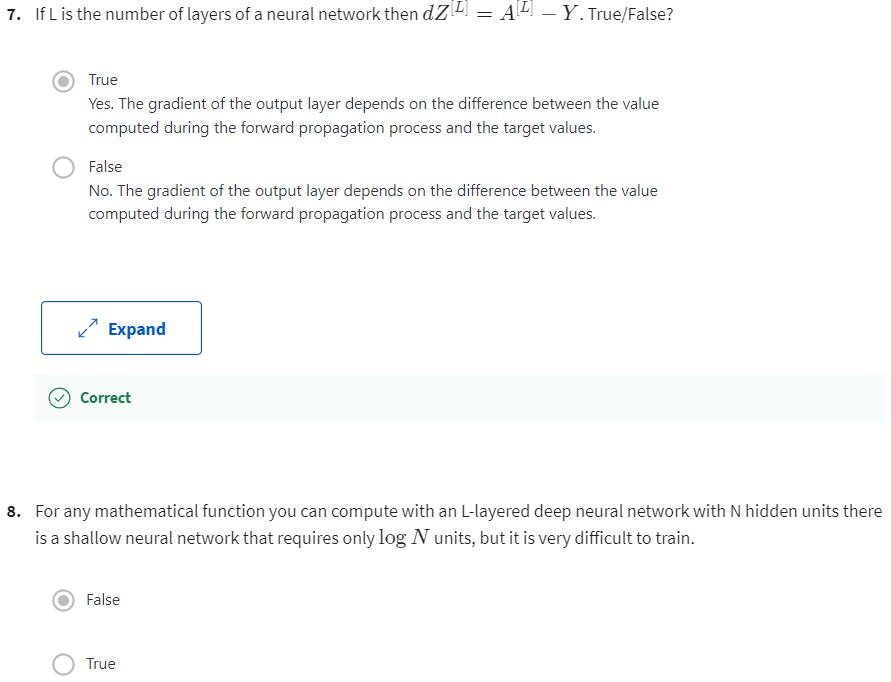 7. If L is the number of layers of a neural network then dZ^[L] = A^[L] − Y. True/False?
True
Yes. The gradient of the output layer depends on the difference between the value
computed during the forward propagation process and the target values.
False
No. The gradient of the output layer depends on the difference between the value
computed during the forward propagation process and the target values.
Expand
Correct
8. For any mathematical function you can compute with an L-layered deep neural network with N hidden units there
is a shallow neural network that requires only log N units, but it is very difficult to train.
False
True